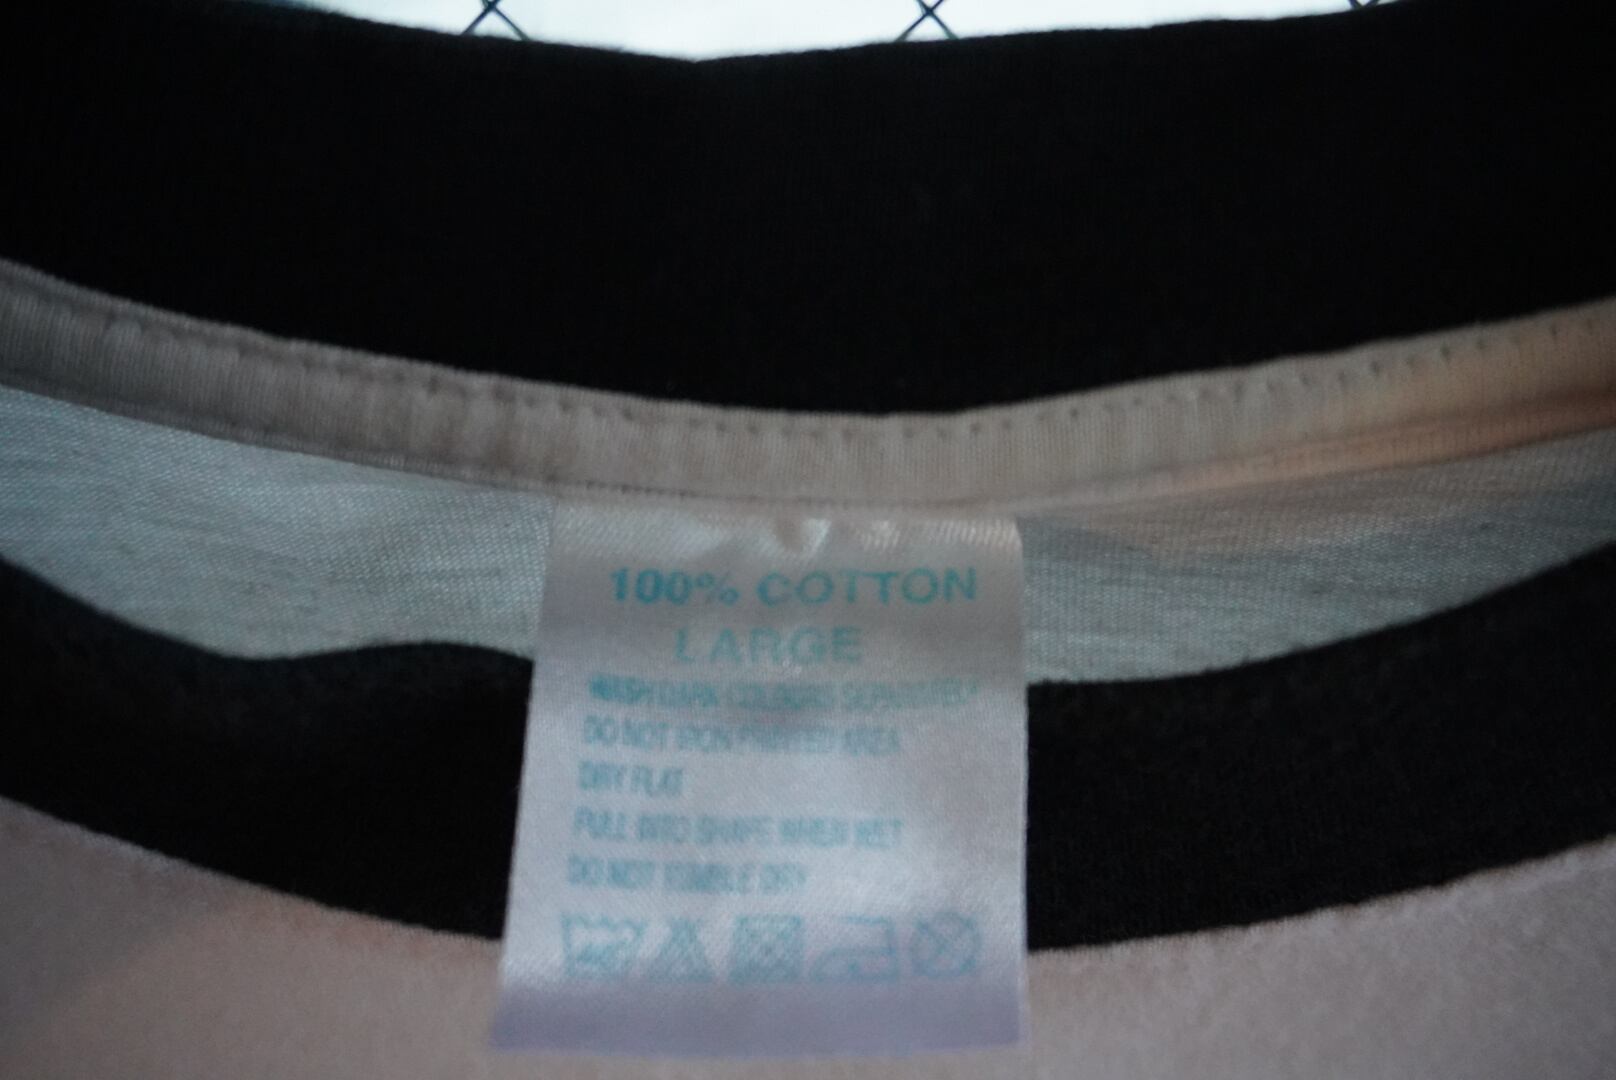 100% COTTON
LARGE
WASH DARK COLOURS SEPARATELY
DO NOT IRON PRINTED AREA
DRY FLAT
PULL INTO SHAPE WHEN WET
DO NOT TUMBLE DRY